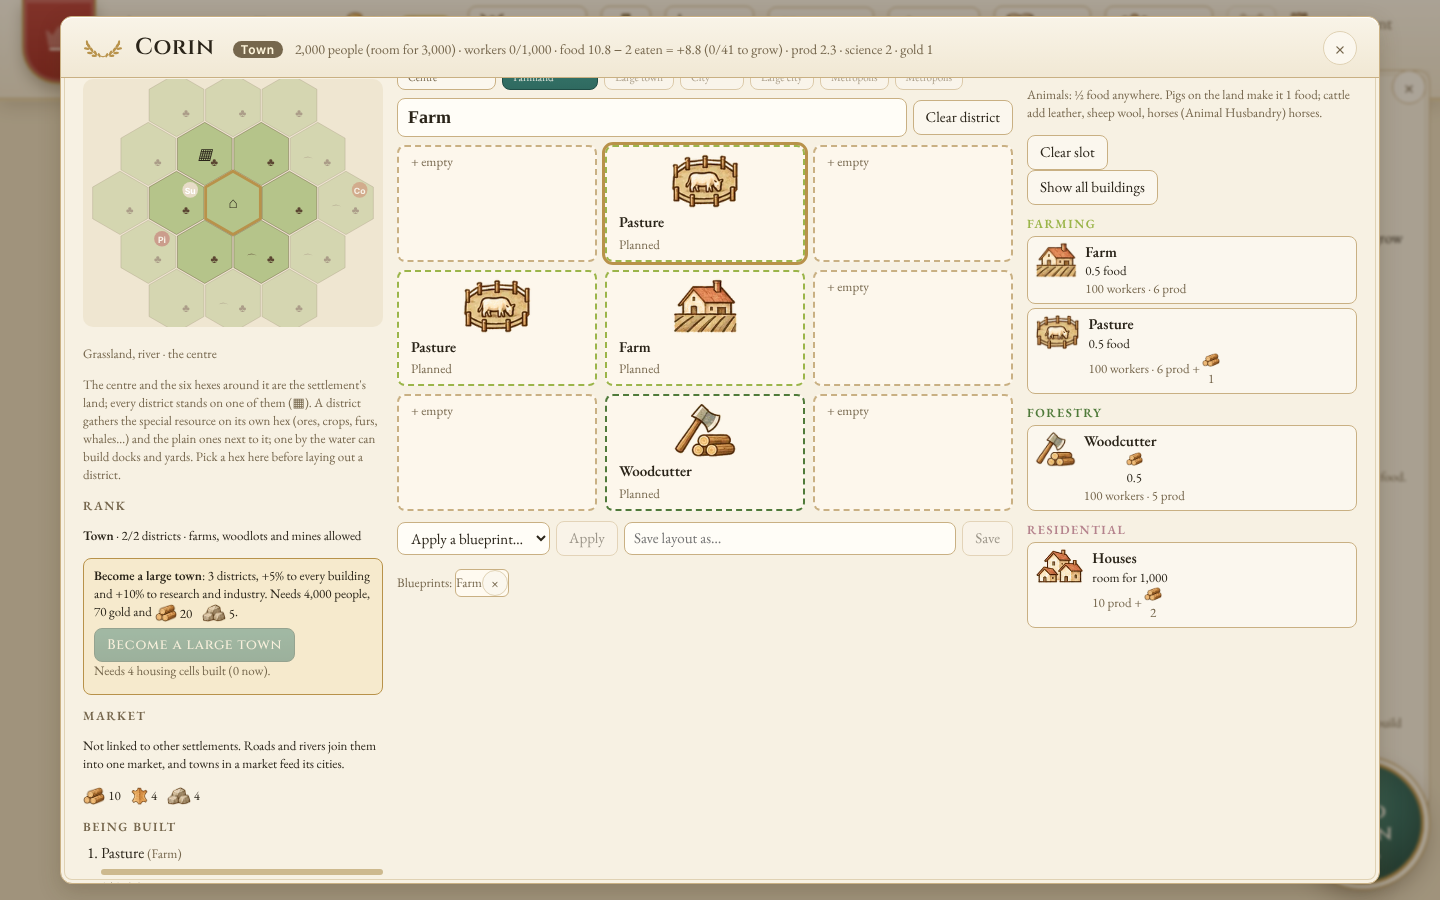 Corin
Town
2,000 people (room for 3,000) · workers 0/1,000 · food 10.8 − 2 eaten = +8.8 (0/41 to grow) · prod 2.3 · science 2 · gold 1
×
Centre
Farmland
Large town
City
Large city
Metropolis
Metropolis
Su
Co
Pi
Grassland, river · the centre
The centre and the six hexes around it are the settlement's
land; every district stands on one of them (▦). A district
gathers the special resource on its own hex (ores, crops, furs,
whales...) and the plain ones next to it; one by the water can
build docks and yards. Pick a hex here before laying out a
district.
RANK
Town · 2/2 districts · farms, woodlots and mines allowed
Become a large town: 3 districts, +5% to every building
and +10% to research and industry. Needs 4,000 people,
70 gold and 20 5.
Become a large town
Needs 4 housing cells built (0 now).
MARKET
Not linked to other settlements. Roads and rivers join them
into one market, and towns in a market feed its cities.
10 4 4
BEING BUILT
1. Pasture (Farm)
Farm
Clear district
+ empty
Pasture
Planned
+ empty
Pasture
Planned
Farm
Planned
+ empty
+ empty
Woodcutter
Planned
+ empty
Apply a blueprint...
Apply
Save layout as...
Save
Blueprints: Farm ×
Animals: ½ food anywhere. Pigs on the land make it 1 food; cattle
add leather, sheep wool, horses (Animal Husbandry) horses.
Clear slot
Show all buildings
FARMING
Farm
0.5 food
100 workers · 6 prod
Pasture
0.5 food
100 workers · 6 prod +
1
FORESTRY
Woodcutter
0.5
100 workers · 5 prod
RESIDENTIAL
Houses
room for 1,000
10 prod +
2